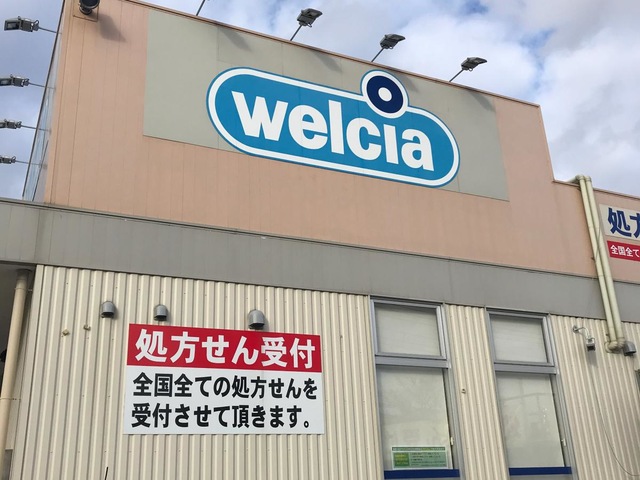 welcia
処方せん受付
全国全ての処方せんを
受付させて頂きます。
処方
全国全て